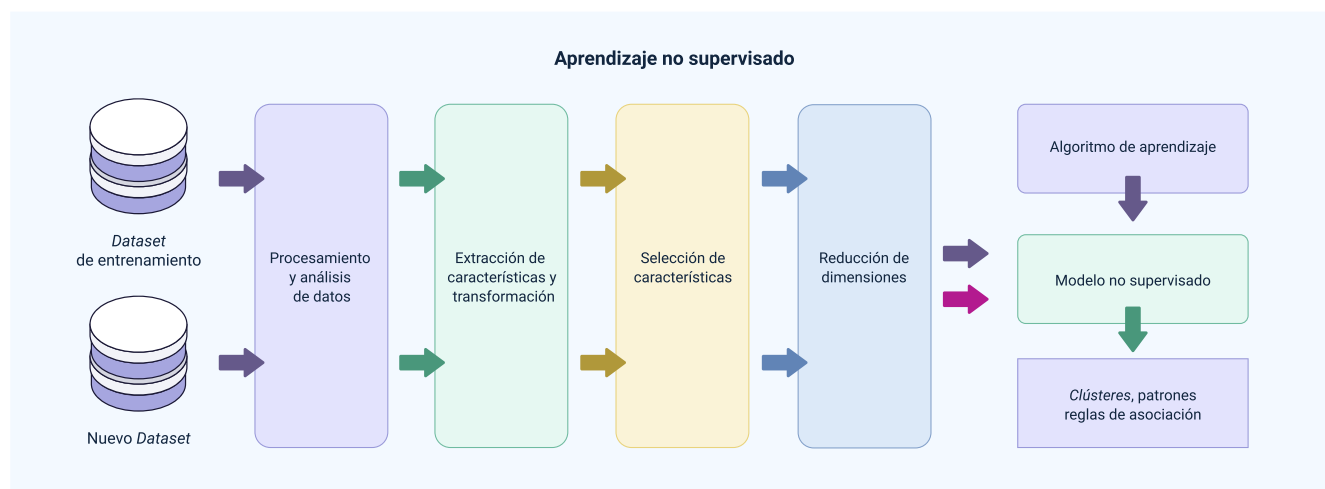 Aprendizaje no supervisado
Dataset
de entrenamiento
Nuevo Dataset
Procesamiento
y análisis
de datos
Extracción de
características y
transformación
Selección de
características
Reducción de
dimensiones
Algoritmo de aprendizaje
Modelo no supervisado
Clústeres, patrones
reglas de asociación